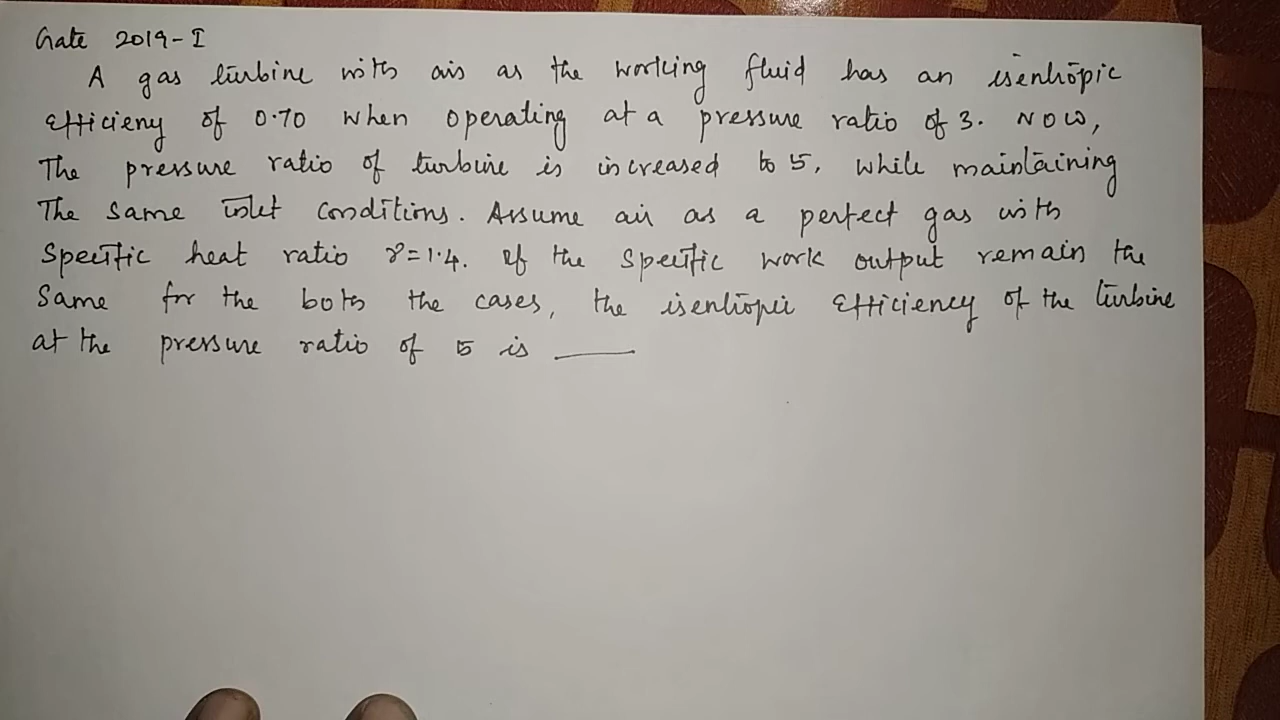 Gate 2019-I
A gas turbine with air as the working fluid has an isentropic
efficieny of 0.70 when operating at a pressure ratio of 3. Now,
The pressure ratio of turbine is increased to 5, while maintaining
The same inlet conditions. Assume air as a perfect gas with
Specific heat ratio γ=1.4. If the specific work output remain the
Same for the both the cases, the isentropic efficiency of the turbine
at the pressure ratio of 5 is ____